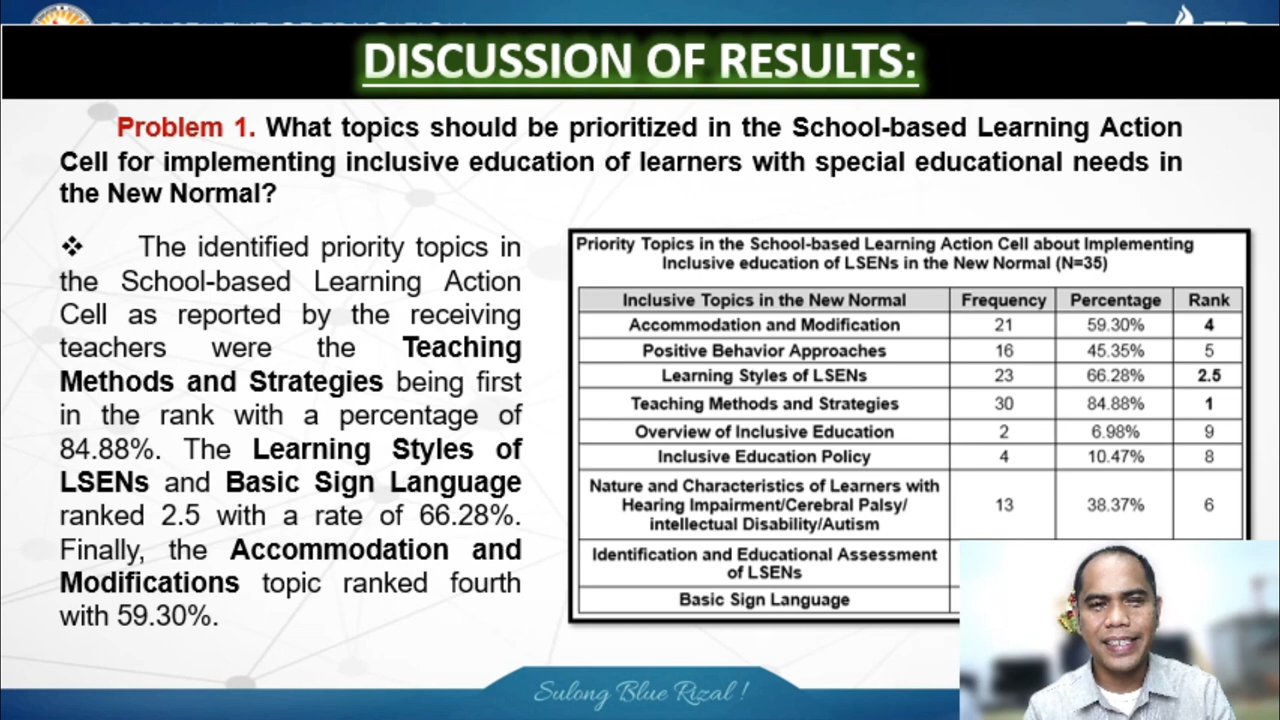 DISCUSSION OF RESULTS:
Problem 1. What topics should be prioritized in the School-based Learning Action
Cell for implementing inclusive education of learners with special educational needs in
the New Normal?
❖ The identified priority topics in
the School-based Learning Action
Cell as reported by the receiving
teachers were the Teaching
Methods and Strategies being first
in the rank with a percentage of
84.88%. The Learning Styles of
LSENs and Basic Sign Language
ranked 2.5 with a rate of 66.28%.
Finally, the Accommodation and
Modifications topic ranked fourth
with 59.30%.
Priority Topics in the School-based Learning Action Cell about Implementing
Inclusive education of LSENs in the New Normal (N=35)
Inclusive Topics in the New Normal Frequency Percentage Rank
Accommodation and Modification 21 59.30% 4
Positive Behavior Approaches 16 45.35% 5
Learning Styles of LSENs 23 66.28% 2.5
Teaching Methods and Strategies 30 84.88% 1
Overview of Inclusive Education 2 6.98% 9
Inclusive Education Policy 4 10.47% 8
Nature and Characteristics of Learners with
Hearing Impairment/Cerebral Palsy/ 13 38.37% 6
intellectual Disability/Autism
Identification and Educational Assessment
of LSENs
Basic Sign Language
Sulong Blue Rizal !